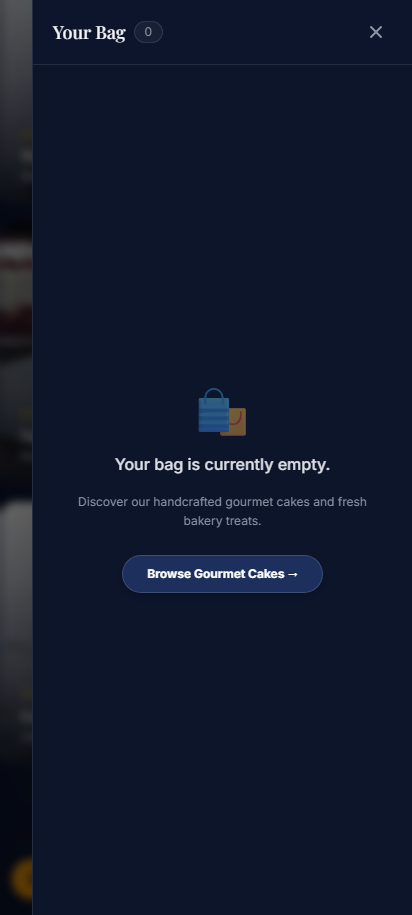 Your Bag 0
Your bag is currently empty.
Discover our handcrafted gourmet cakes and fresh
bakery treats.
Browse Gourmet Cakes →